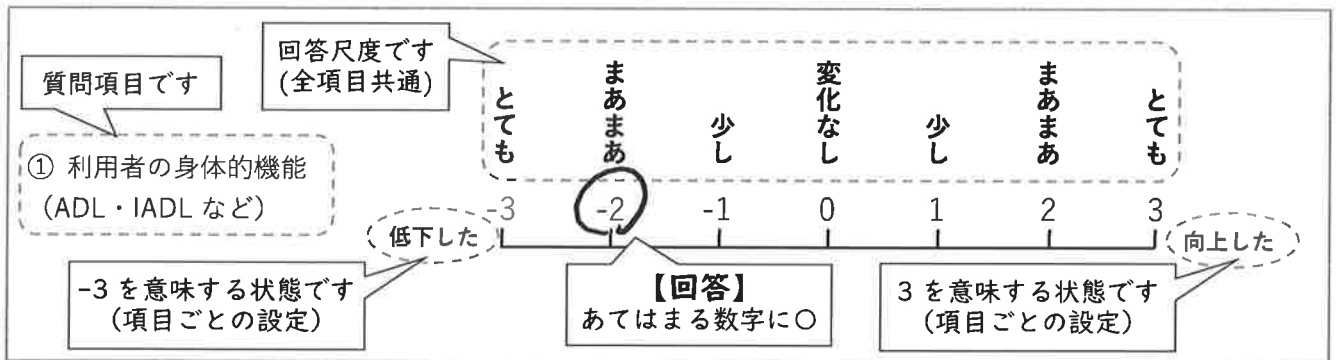 回答尺度です
(全項目共通)
質問項目です
① 利用者の身体的機能
(ADL・IADL など)
とても
まあまあ
少し
変化なし
少し
まあまあ
とても
-3 -2 -1 0 1 2 3
低下した
向上した
-3 を意味する状態です
(項目ごとの設定)
【回答】
あてはまる数字に○
3 を意味する状態です
(項目ごとの設定)